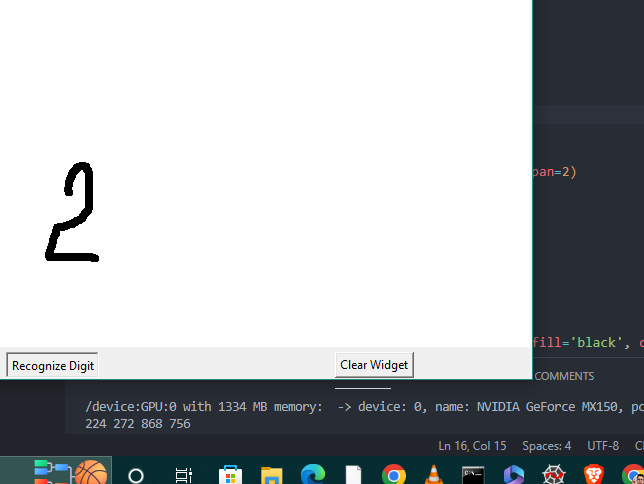 pan=2)
2
fill='black', c
Recognize Digit
Clear Widget
COMMENTS
/device:GPU:0 with 1334 MB memory:  -> device: 0, name: NVIDIA GeForce MX150, pc
224 272 868 756
Ln 16, Col 15 Spaces: 4 UTF-8 C